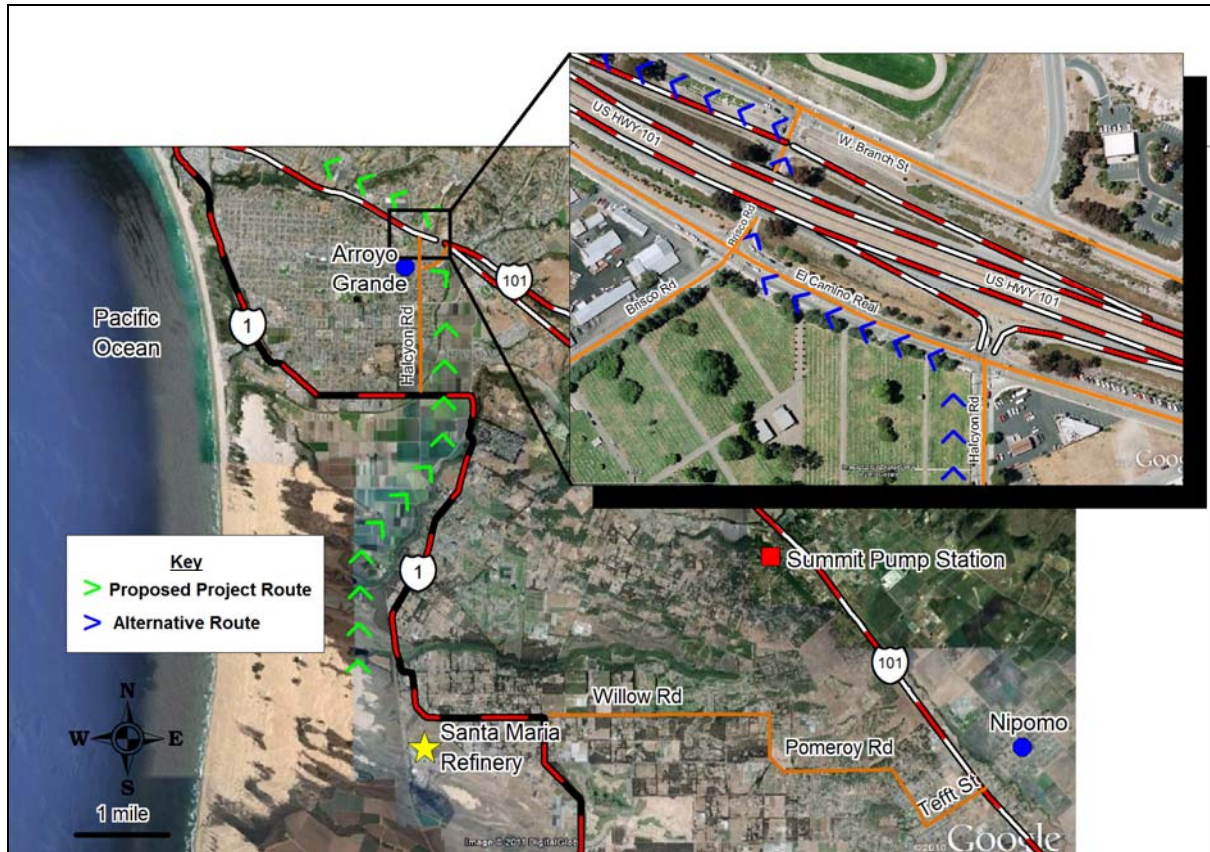 US HWY 101
W. Branch St
Brisco Rd
Brisco Rd
El Camino Real
US HWY 101
Halcyon Rd
Arroyo
Grande
101
Pacific
Ocean
1
Halcyon Rd
Key
Proposed Project Route
Alternative Route
1
Summit Pump Station
101
N
W
E
S
1 mile
Willow Rd
Santa Maria
Refinery
Pomeroy Rd
Nipomo
Tefft St
Google